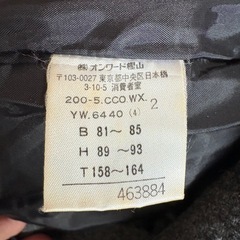 ㈱オンワード樫山
〒103-0027 東京都中央区日本橋
3-10-5 消費者室
200-5.CCO.WX. 2
YW.6440 (4)
B 81～ 85
H 89～ 93
T 158～164
463884